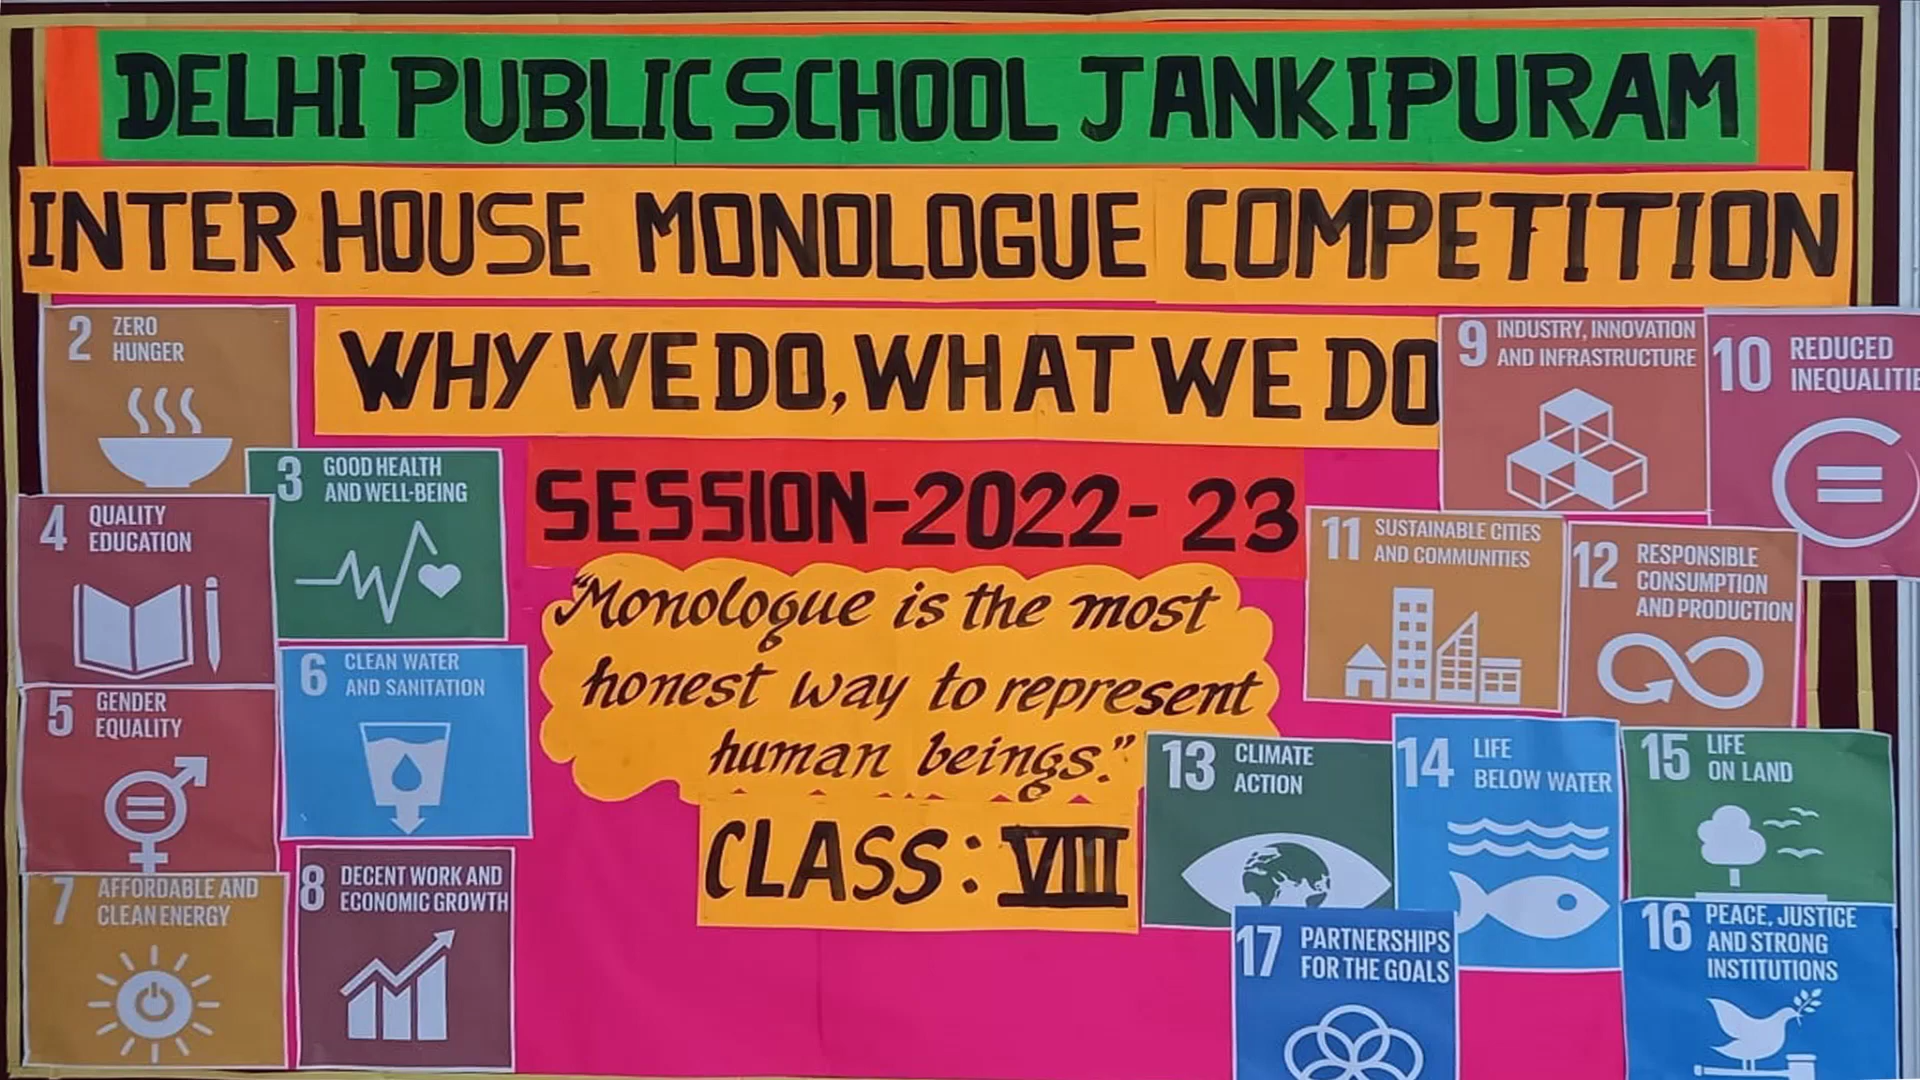 DELHI PUBLIC SCHOOL JANKIPURAM
INTER HOUSE MONOLOGUE COMPETITION
WHY WE DO, WHAT WE DO
SESSION-2022-23
"Monologue is the most
honest way to represent
human beings."
CLASS: VIII
2 ZERO
HUNGER
3 GOOD HEALTH
AND WELL-BEING
4 QUALITY
EDUCATION
5 GENDER
EQUALITY
6 CLEAN WATER
AND SANITATION
7 AFFORDABLE AND
CLEAN ENERGY
8 DECENT WORK AND
ECONOMIC GROWTH
9 INDUSTRY, INNOVATION
AND INFRASTRUCTURE
10 REDUCED
INEQUALITIE
11 SUSTAINABLE CITIES
AND COMMUNITIES
12 RESPONSIBLE
CONSUMPTION
AND PRODUCTION
13 CLIMATE
ACTION
14 LIFE
BELOW WATER
15 LIFE
ON LAND
16 PEACE, JUSTICE
AND STRONG
INSTITUTIONS
17 PARTNERSHIPS
FOR THE GOALS